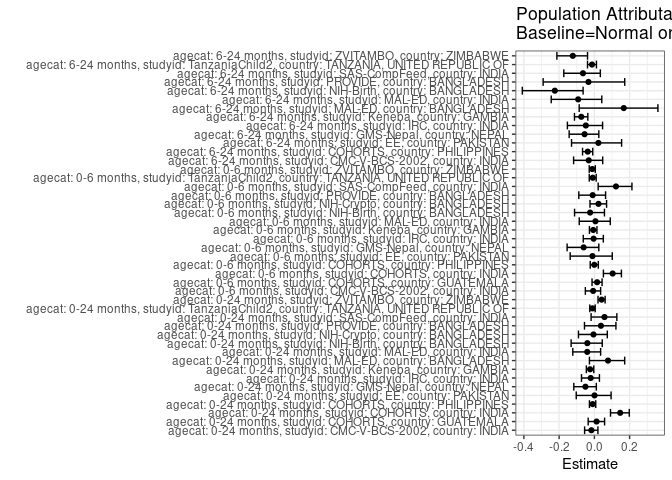 Population Attributa
Baseline=Normal or
agecat: 6-24 months, studyid: ZVITAMBO, country: ZIMBABWE
agecat: 6-24 months, studyid: TanzaniaChild2, country: TANZANIA, UNITED REPUBLIC OF
agecat: 6-24 months, studyid: SAS-CompFeed, country: INDIA
agecat: 6-24 months, studyid: PROVIDE, country: BANGLADESH
agecat: 6-24 months, studyid: NIH-Birth, country: BANGLADESH
agecat: 6-24 months, studyid: MAL-ED, country: INDIA
agecat: 6-24 months, studyid: MAL-ED, country: BANGLADESH
agecat: 6-24 months, studyid: Keneba, country: GAMBIA
agecat: 6-24 months, studyid: IRC, country: INDIA
agecat: 6-24 months, studyid: GMS-Nepal, country: NEPAL
agecat: 6-24 months, studyid: EE, country: PAKISTAN
agecat: 6-24 months, studyid: COHORTS, country: PHILIPPINES
agecat: 6-24 months, studyid: CMC-V-BCS-2002, country: INDIA
agecat: 0-6 months, studyid: ZVITAMBO, country: ZIMBABWE
agecat: 0-6 months, studyid: TanzaniaChild2, country: TANZANIA, UNITED REPUBLIC OF
agecat: 0-6 months, studyid: SAS-CompFeed, country: INDIA
agecat: 0-6 months, studyid: PROVIDE, country: BANGLADESH
agecat: 0-6 months, studyid: NIH-Crypto, country: BANGLADESH
agecat: 0-6 months, studyid: NIH-Birth, country: BANGLADESH
agecat: 0-6 months, studyid: MAL-ED, country: INDIA
agecat: 0-6 months, studyid: Keneba, country: GAMBIA
agecat: 0-6 months, studyid: IRC, country: INDIA
agecat: 0-6 months, studyid: GMS-Nepal, country: NEPAL
agecat: 0-6 months, studyid: EE, country: PAKISTAN
agecat: 0-6 months, studyid: COHORTS, country: PHILIPPINES
agecat: 0-6 months, studyid: COHORTS, country: INDIA
agecat: 0-6 months, studyid: COHORTS, country: GUATEMALA
agecat: 0-6 months, studyid: CMC-V-BCS-2002, country: INDIA
agecat: 0-24 months, studyid: ZVITAMBO, country: ZIMBABWE
agecat: 0-24 months, studyid: TanzaniaChild2, country: TANZANIA, UNITED REPUBLIC OF
agecat: 0-24 months, studyid: SAS-CompFeed, country: INDIA
agecat: 0-24 months, studyid: PROVIDE, country: BANGLADESH
agecat: 0-24 months, studyid: NIH-Crypto, country: BANGLADESH
agecat: 0-24 months, studyid: NIH-Birth, country: BANGLADESH
agecat: 0-24 months, studyid: MAL-ED, country: INDIA
agecat: 0-24 months, studyid: MAL-ED, country: BANGLADESH
agecat: 0-24 months, studyid: Keneba, country: GAMBIA
agecat: 0-24 months, studyid: IRC, country: INDIA
agecat: 0-24 months, studyid: GMS-Nepal, country: NEPAL
agecat: 0-24 months, studyid: EE, country: PAKISTAN
agecat: 0-24 months, studyid: COHORTS, country: PHILIPPINES
agecat: 0-24 months, studyid: COHORTS, country: INDIA
agecat: 0-24 months, studyid: COHORTS, country: GUATEMALA
agecat: 0-24 months, studyid: CMC-V-BCS-2002, country: INDIA
-0.4 -0.2 0.0 0.2
Estimate